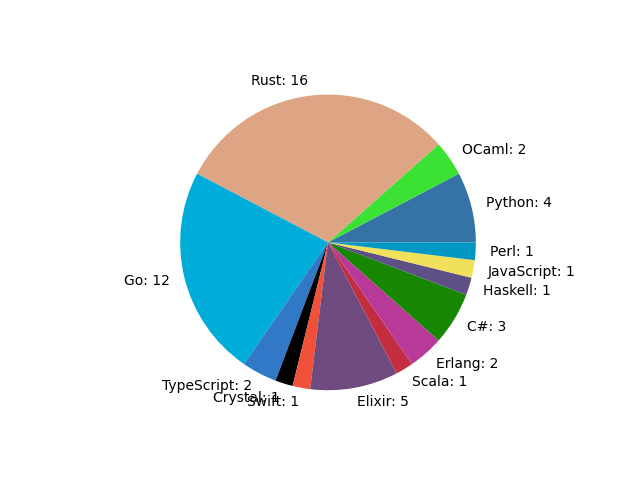 Rust: 16
OCaml: 2
Python: 4
Perl: 1
Go: 12
JavaScript: 1
Haskell: 1
C#: 3
Erlang: 2
Scala: 1
TypeScript: 2
Crystal: 1
Swift: 1
Elixir: 5